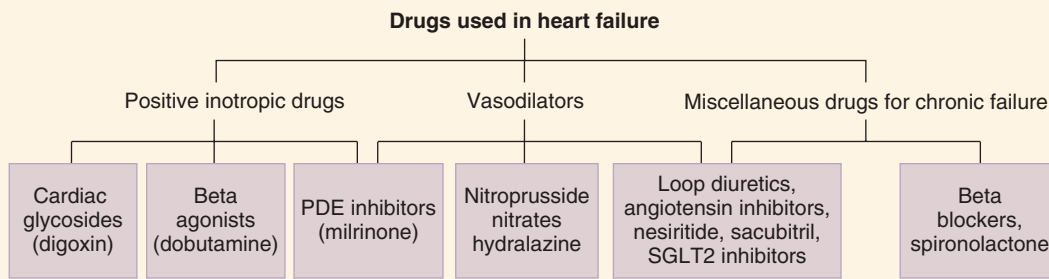 Drugs used in heart failure
Positive inotropic drugs
Vasodilators
Miscellaneous drugs for chronic failure
Cardiac
glycosides
(digoxin)
Beta
agonists
(dobutamine)
PDE inhibitors
(milrinone)
Nitroprusside
nitrates
hydralazine
Loop diuretics,
angiotensin inhibitors,
nesiritide, sacubitril,
SGLT2 inhibitors
Beta
blockers,
spironolactone